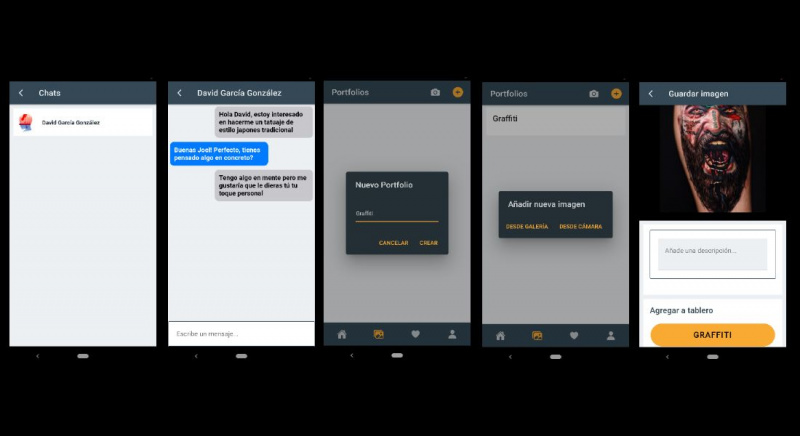 Chats
David García González
David García González
Hola David, estoy interesado
en hacerme un tatuaje de
estilo japones tradicional
Buenas Joel! Perfecto, tienes
pensado algo en concreto?
Tengo algo en mente pero me
gustaría que le dieras tú tu
toque personal
Escribe un mensaje...
Portfolios
Nuevo Portfolio
Graffiti
CANCELAR CREAR
Portfolios
Graffiti
Añadir nueva imagen
DESDE GALERÍA DESDE CÁMARA
Guardar imagen
Añade una descripción...
Agregar a tablero
GRAFFITI